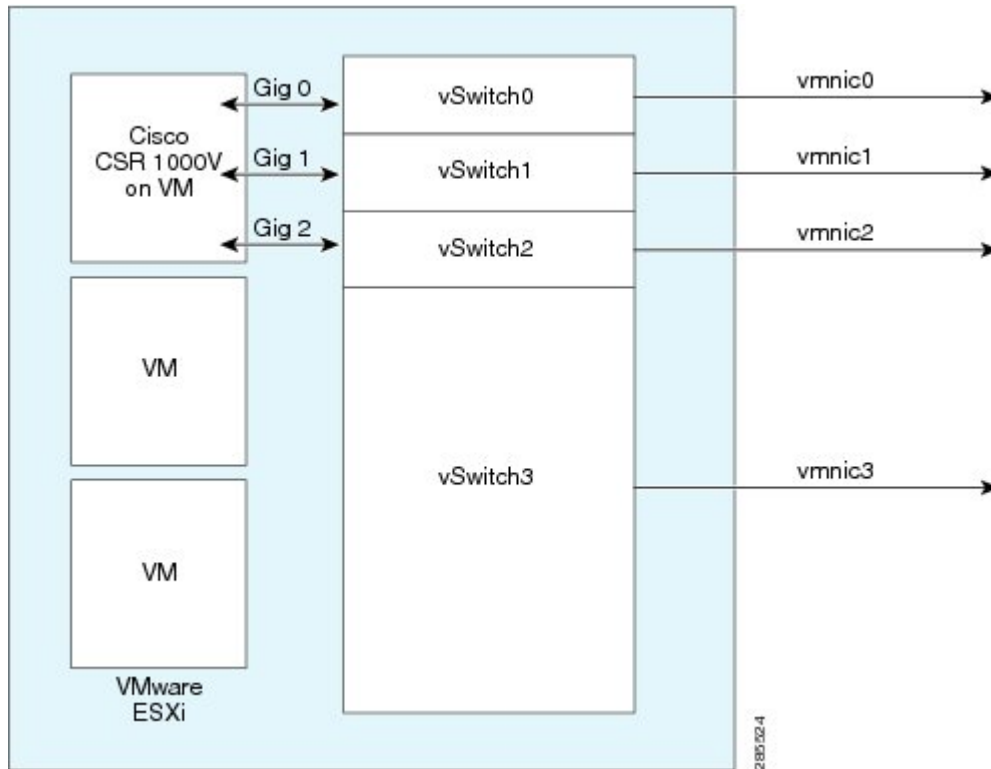 Gig 0
vSwitch0
vmnic0
Cisco
CSR 1000V
on VM
Gig 1
vSwitch1
vmnic1
Gig 2
vSwitch2
vmnic2
VM
vSwitch3
vmnic3
VM
VMware
ESXi
285524